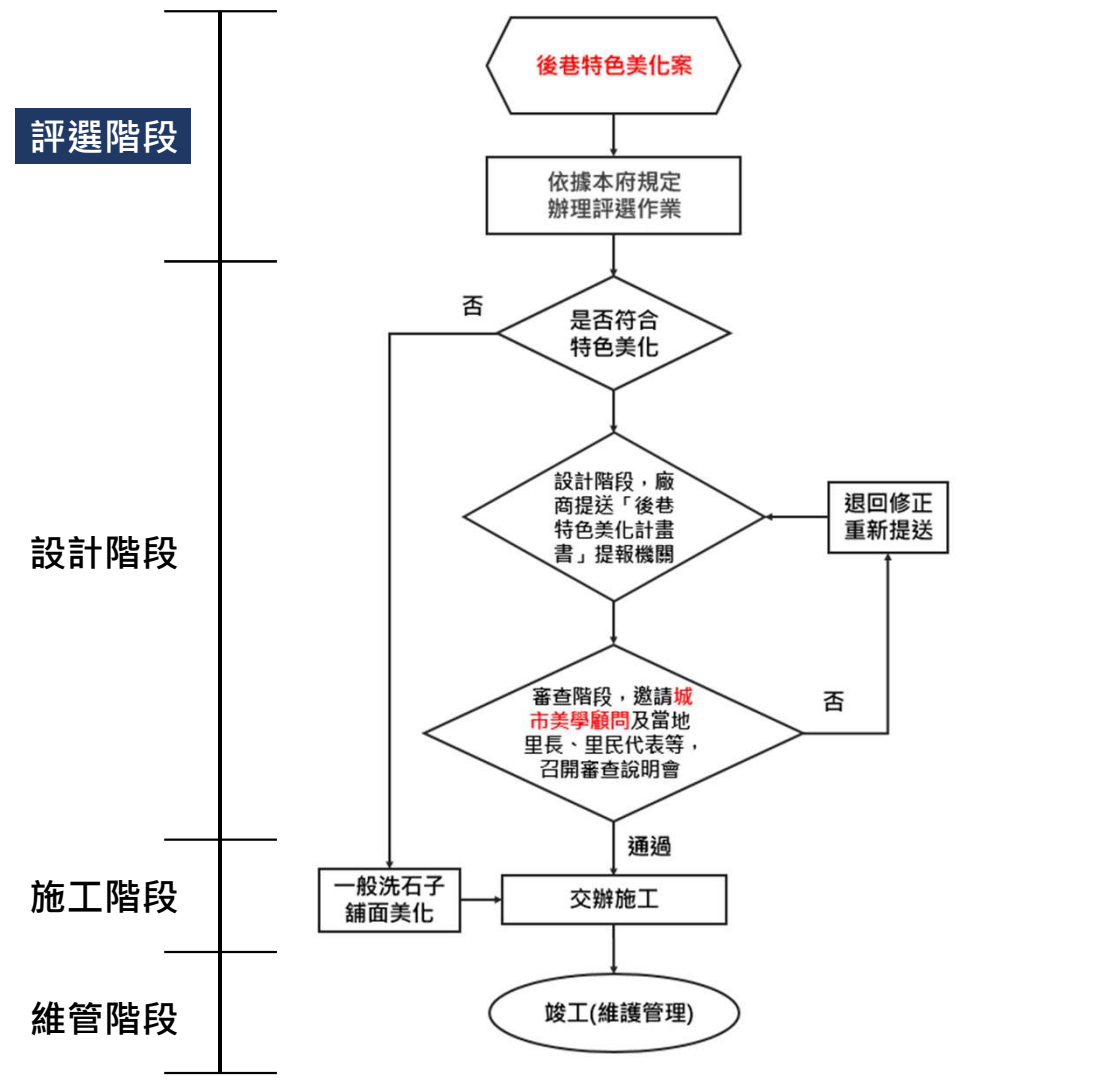 後巷特色美化案
評選階段
依據本府規定
辦理評選作業
否
是否符合
特色美化
設計階段，廠
商提送「後巷
特色美化計畫
書」提報機關
退回修正
重新提送
設計階段
審查階段，邀請城
市美學顧問及當地
里長、里民代表等，
召開審查說明會
否
通過
施工階段
一般洗石子
舖面美化
交辦施工
維管階段
竣工(維護管理)